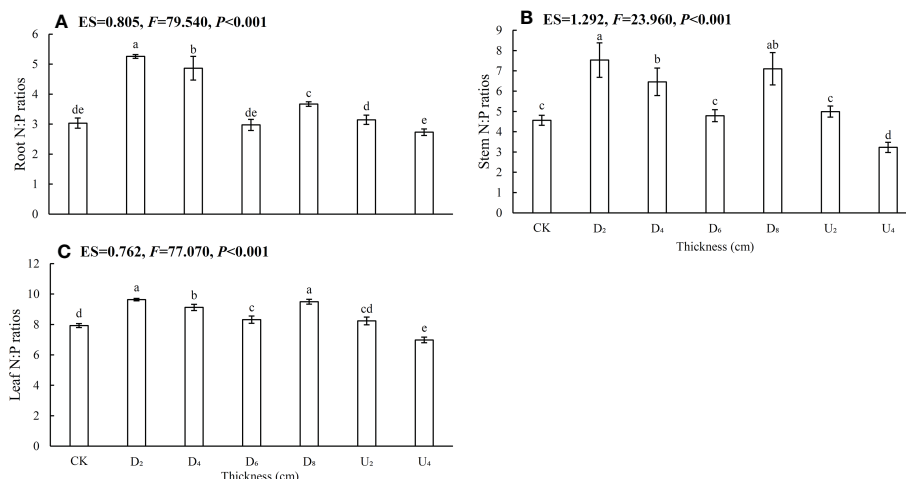 A ES=0.805, F=79.540, P<0.001
Root N:P ratios
6
5
4
3
2
1
0
de
a
b
de
c
d
e
B ES=1.292, F=23.960, P<0.001
Stem N:P ratios
9
8
7
6
5
4
3
2
1
0
c
a
b
c
ab
c
d
CK D₂ D₄ D₆ D₈ U₂ U₄
Thickness (cm)
C ES=0.762, F=77.070, P<0.001
Leaf N:P ratios
12
10
8
6
4
2
0
d
a
b
c
a
cd
e
CK D₂ D₄ D₆ D₈ U₂ U₄
Thickness (cm)